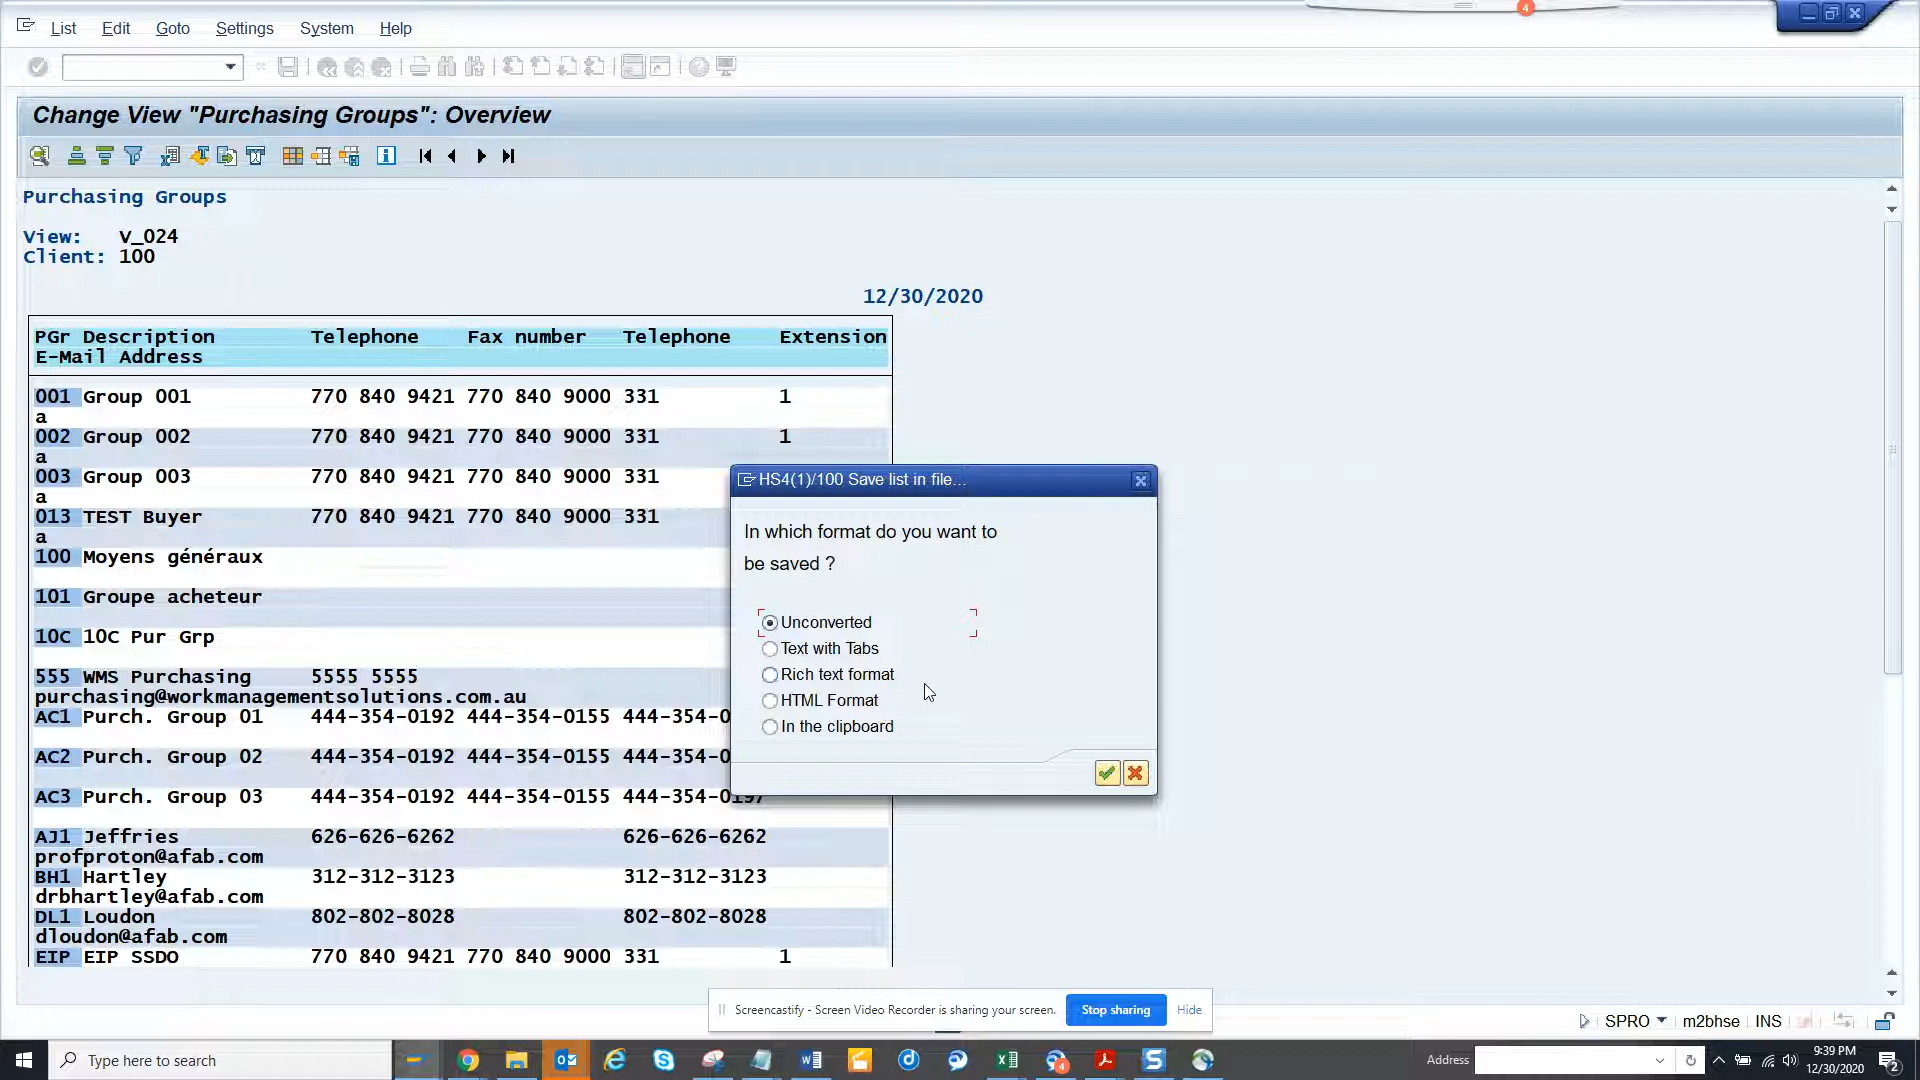 4
List Edit Goto Settings System Help
Change View "Purchasing Groups": Overview
Purchasing Groups
View: V_024
Client: 100
12/30/2020
PGr Description Telephone Fax number Telephone Extension
E-Mail Address
001 Group 001 770 840 9421 770 840 9000 331 1
a
002 Group 002 770 840 9421 770 840 9000 331 1
a
003 Group 003 770 840 9421 770 840 9000 331
a
013 TEST Buyer 770 840 9421 770 840 9000 331
a
100 Moyens généraux
101 Groupe acheteur
10C 10C Pur Grp
555 WMS Purchasing 5555 5555
purchasing@workmanagementsolutions.com.au
AC1 Purch. Group 01 444-354-0192 444-354-0155 444-354-0
AC2 Purch. Group 02 444-354-0192 444-354-0155 444-354-0
AC3 Purch. Group 03 444-354-0192 444-354-0155 444-354-0197
AJ1 Jeffries 626-626-6262 626-626-6262
profproton@afab.com
BH1 Hartley 312-312-3123 312-312-3123
drbhartley@afab.com
DL1 Loudon 802-802-8028 802-802-8028
dloudon@afab.com
EIP EIP SSDO 770 840 9421 770 840 9000 331 1
HS4(1)/100 Save list in file...
In which format do you want to
be saved ?
Unconverted
Text with Tabs
Rich text format
HTML Format
In the clipboard
Screencastify - Screen Video Recorder is sharing your screen. Stop sharing Hide
SPRO m2bhse INS
Type here to search
Address
9:39 PM
12/30/2020
2